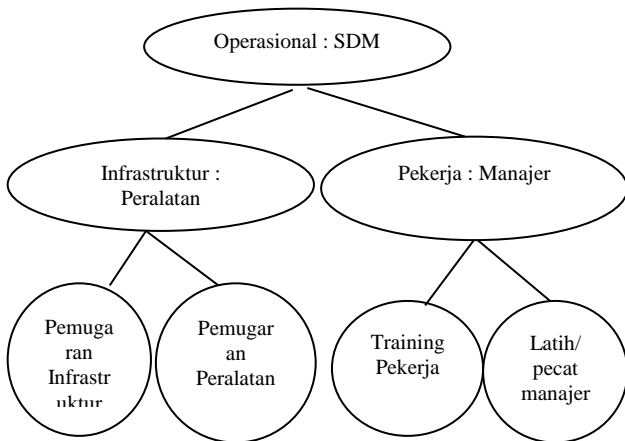 Operasional : SDM
Infrastruktur :
Peralatan
Pekerja : Manajer
Pemuga
ran
Infrastr
uktur
Pemugar
an
Peralatan
Training
Pekerja
Latih/
pecat
manajer